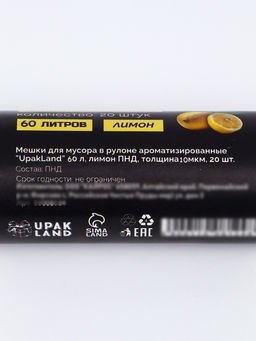 КОЛИЧЕСТВО: 20 ШТУК
60 ЛИТРОВ
ЛИМОН
Мешки для мусора в рулоне ароматизированные
"UpakLand" 60 л, лимон ПНД, толщина10мкм, 20 шт.
Состав: ПНД
Срок годности: не ограничен.
UPAK
LAND
SIMA
LAND
EAC